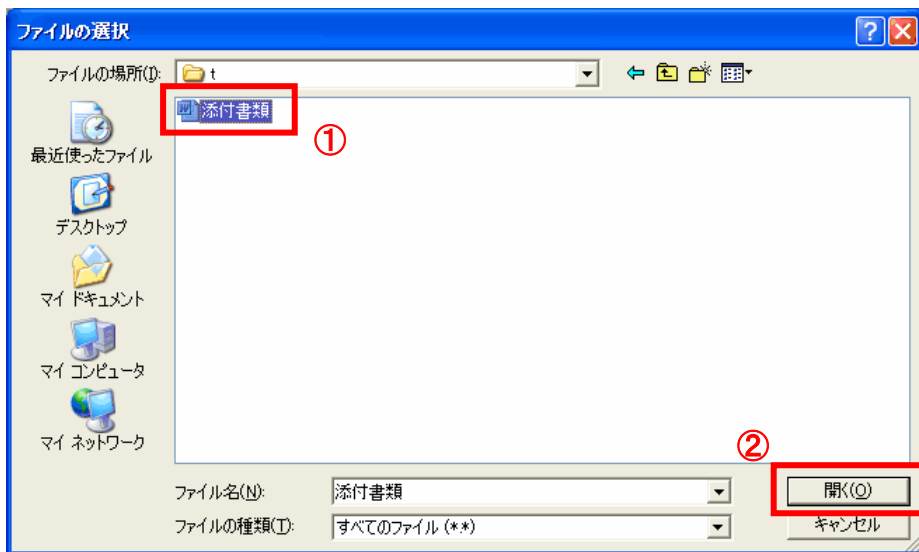 ファイルの選択
ファイルの場所(I):
t
添付書類
①
最近使ったファイル
デスクトップ
マイ ドキュメント
マイ コンピュータ
マイ ネットワーク
②
ファイル名(N):
添付書類
開く(O)
ファイルの種類(T):
すべてのファイル (*.*)
キャンセル